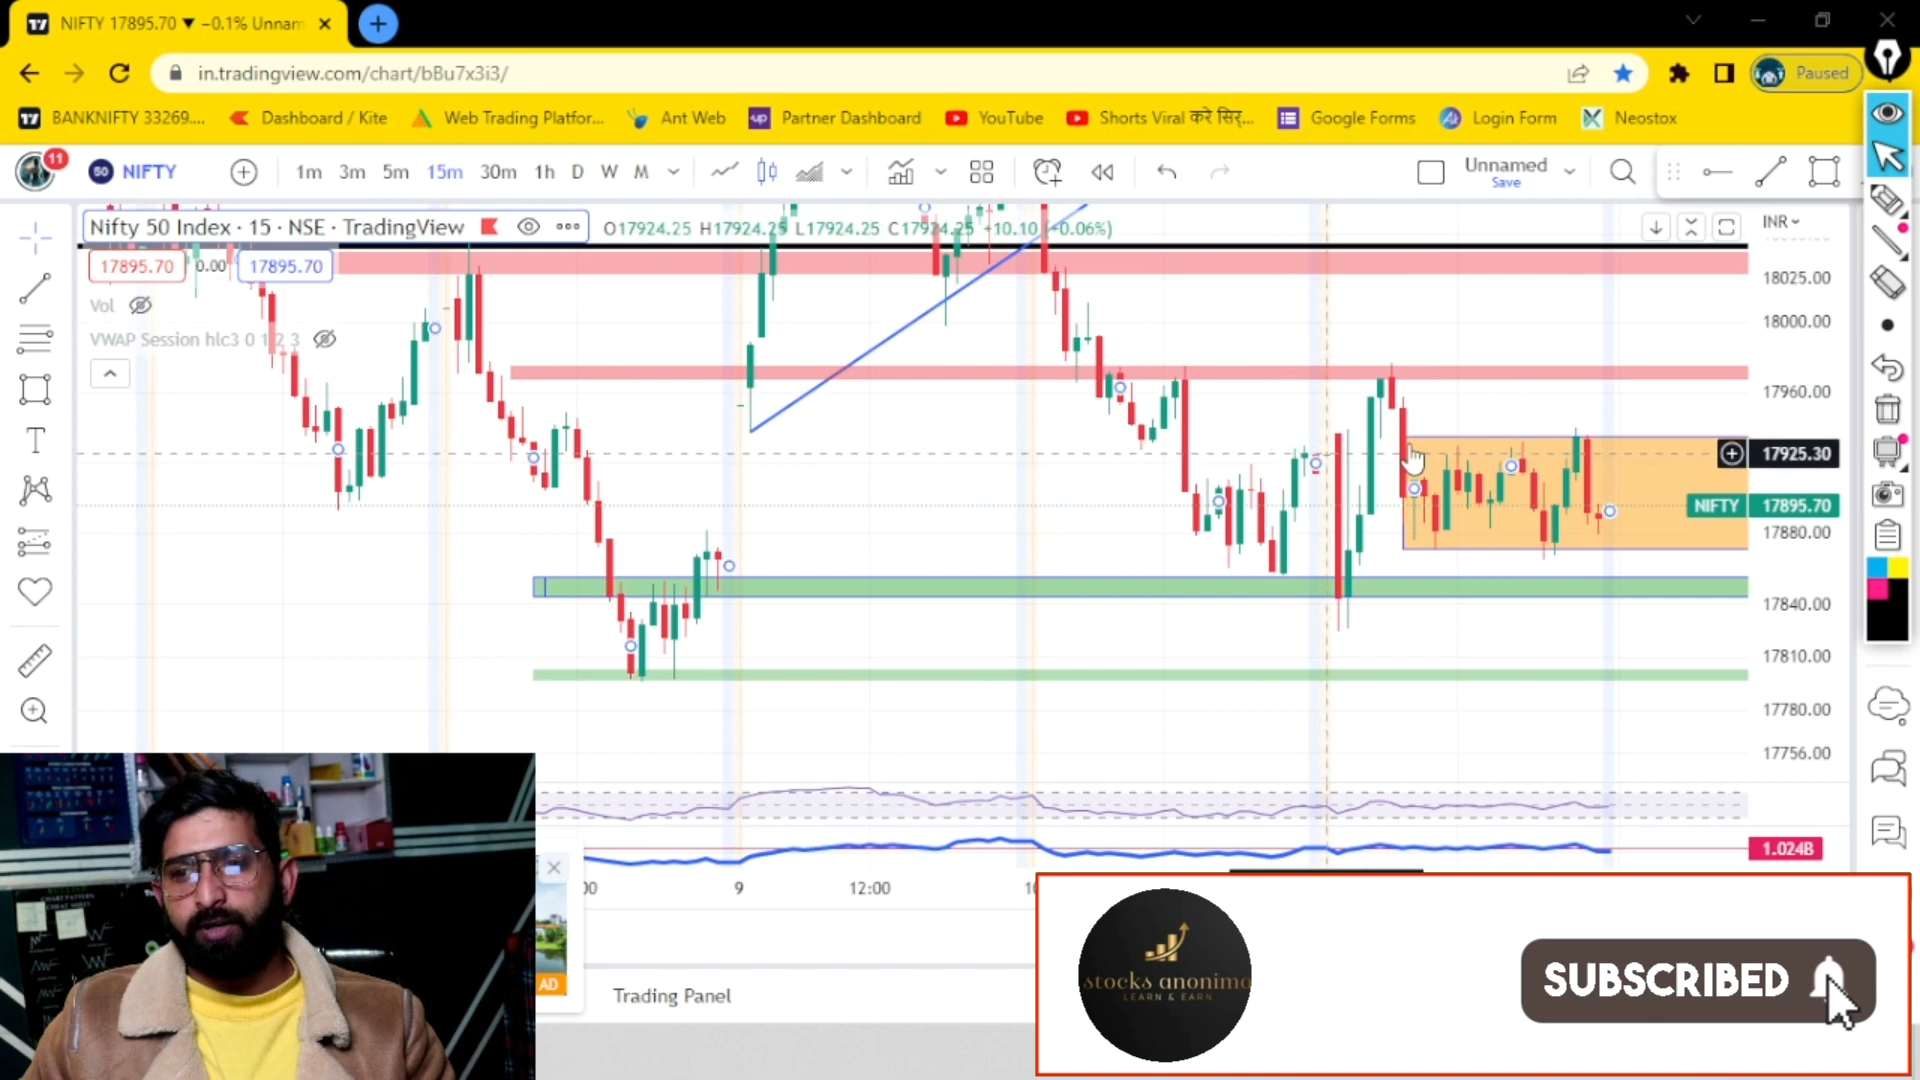 NIFTY 17895.70 ▼ −0.1% Unnam
in.tradingview.com/chart/bBu7x3i3/
Paused
BANKNIFTY 33269.... Dashboard / Kite Web Trading Platfor... Ant Web Partner Dashboard YouTube Shorts Viral करे सिर्... Google Forms Login Form Neostox
11 50 NIFTY 1m 3m 5m 15m 30m 1h D W M Unnamed
Save
Nifty 50 Index · 15 · NSE · TradingView O17924.25 H17924.25 L17924.25 C17924.25 +10.10 (+0.06%)
INR
17895.70 0.00 17895.70
Vol
VWAP Session hlc3 0 1 2 3
18025.00
18000.00
17960.00
17925.30
NIFTY 17895.70
17880.00
17840.00
17810.00
17780.00
17756.00
1.024B
9 12:00
AD
Trading Panel
stocks anonimo
LEARN & EARN
SUBSCRIBED